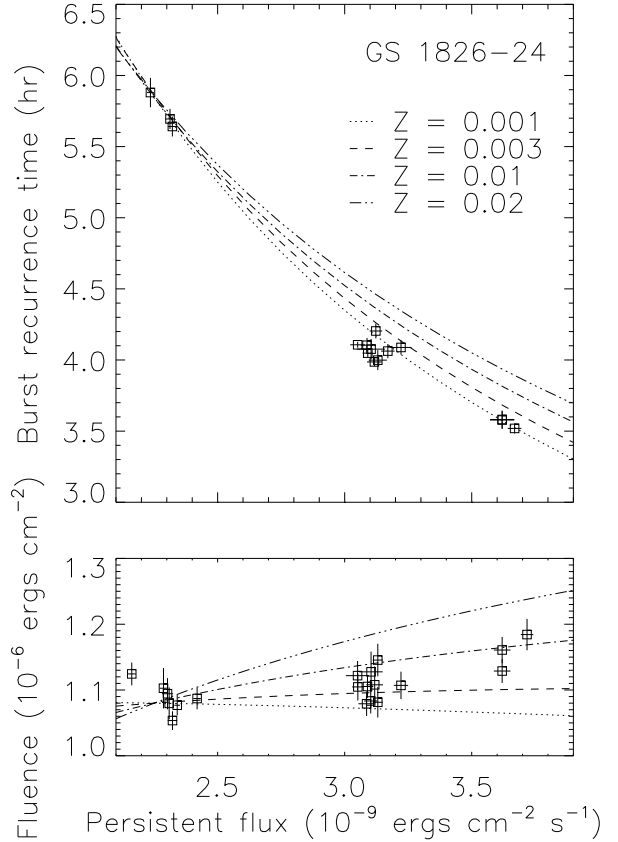 6.5
GS 1826−24
6.0
Z = 0.001
Z = 0.003
Z = 0.01
Z = 0.02
5.5
5.0
4.5
4.0
3.5
3.0
Burst recurrence time (hr)
1.3
1.2
1.1
1.0
Fluence (10⁻⁶ ergs cm⁻²)
2.5 3.0 3.5
Persistent flux (10⁻⁹ ergs cm⁻² s⁻¹)